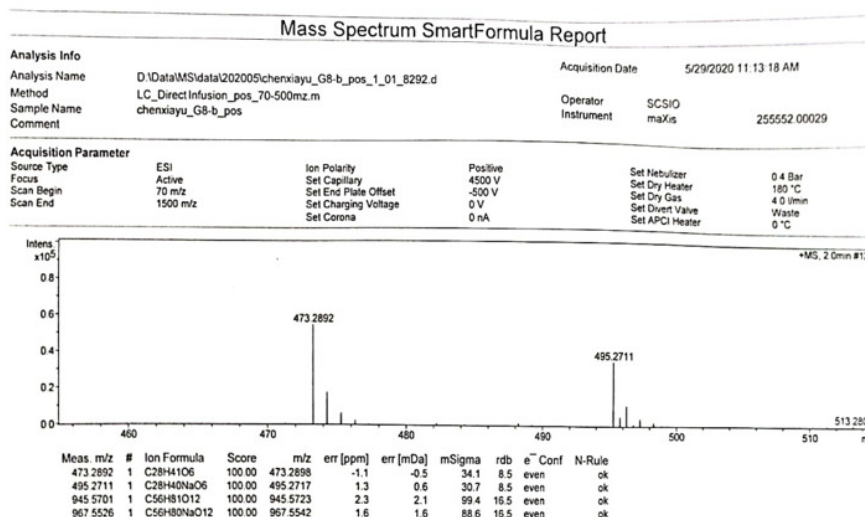 Mass Spectrum SmartFormula Report
Analysis Info
Acquisition Date 5/29/2020 11:13:18 AM
Analysis Name D:\Data\MS\data\202005\chenxiayu_G8-b_pos_1_01_8292.d
Method LC_Direct Infusion_pos_70-500mz.m
Operator SCSIO
Sample Name chenxiayu_G8-b_pos
Instrument maXis 255552.00029
Comment
Acquisition Parameter
Source Type ESI Ion Polarity Positive Set Nebulizer 0.4 Bar
Focus Active Set Capillary 4500 V Set Dry Heater 180 °C
Scan Begin 70 m/z Set End Plate Offset -500 V Set Dry Gas 4.0 l/min
Scan End 1500 m/z Set Charging Voltage 0 V Set Divert Valve Waste
Set Corona 0 nA Set APCI Heater 0 °C
Intens.
x10⁵
+MS, 2.0min #12
0.8
0.6
473.2892
0.4
495.2711
0.2
0.0
513.280
460 470 480 490 500 510 m
Meas. m/z # Ion Formula Score m/z err [ppm] err [mDa] mSigma rdb e⁻ Conf N-Rule
473.2892 1 C28H41O6 100.00 473.2898 -1.1 -0.5 34.1 8.5 even ok
495.2711 1 C28H40NaO6 100.00 495.2717 1.3 0.6 30.7 8.5 even ok
945.5701 1 C56H81O12 100.00 945.5723 2.3 2.1 99.4 16.5 even ok
967.5526 1 C56H80NaO12 100.00 967.5542 1.6 1.6 88.6 16.5 even ok